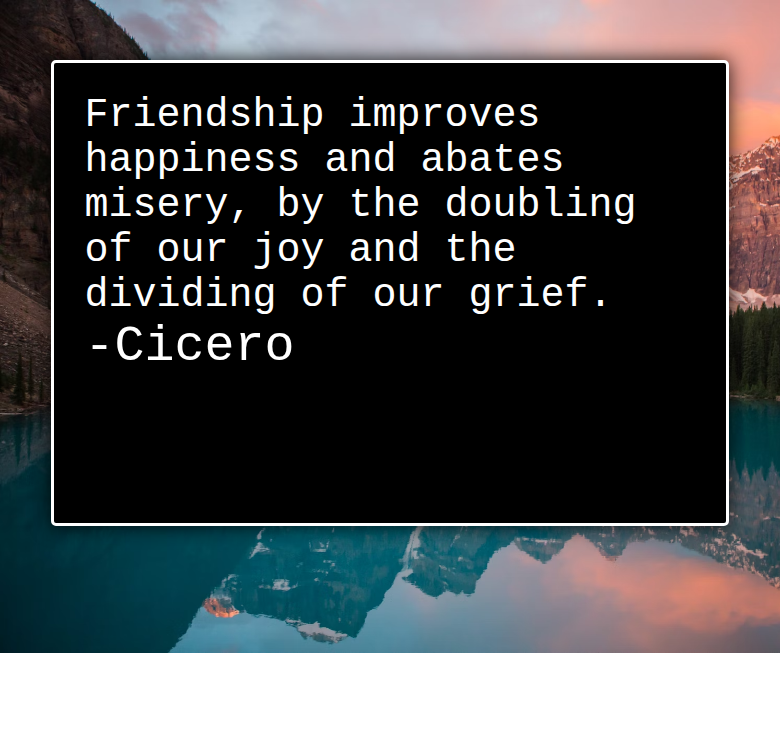 Friendship improves
happiness and abates
misery, by the doubling
of our joy and the
dividing of our grief.
-Cicero